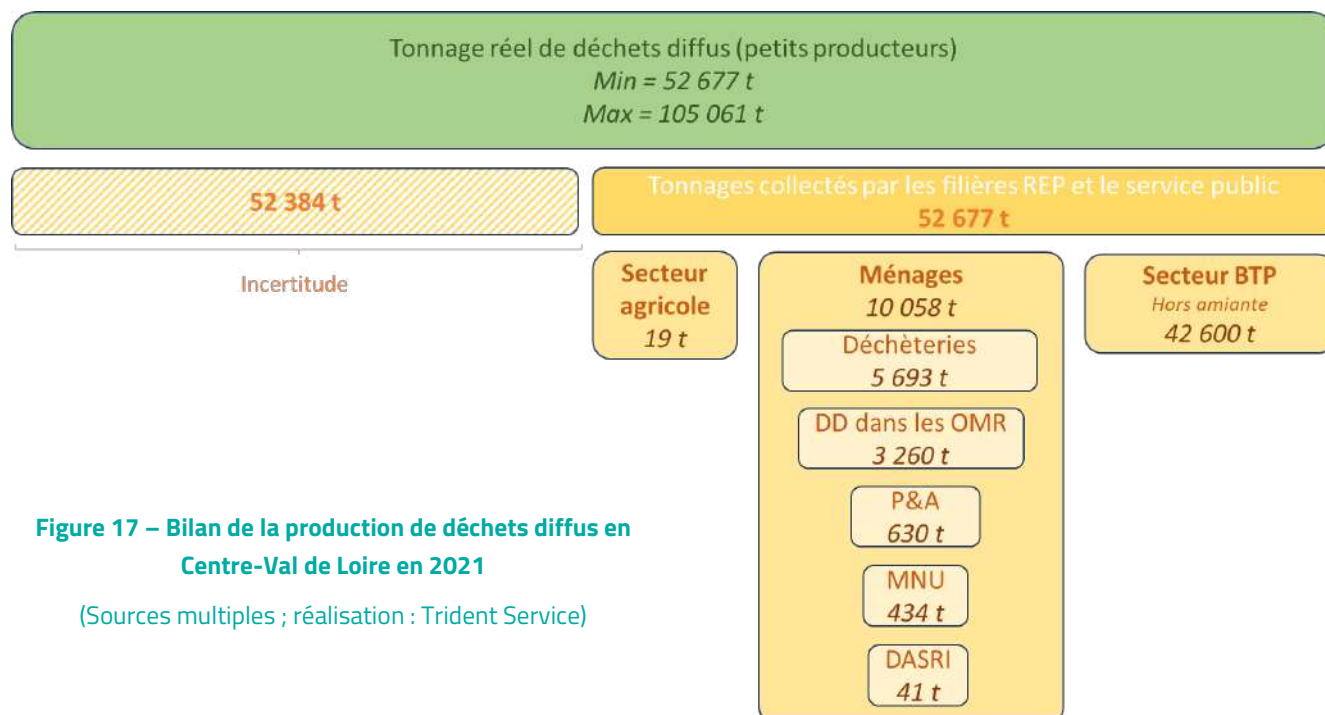 Tonnage réel de déchets diffus (petits producteurs)
Min = 52 677 t
Max = 105 061 t
52 384 t
Incertitude
Tonnages collectés par les filières REP et le service public
52 677 t
Secteur
agricole
19 t
Ménages
10 058 t
Déchèteries
5 693 t
DD dans les OMR
3 260 t
P&A
630 t
MNU
434 t
DASRI
41 t
Secteur BTP
Hors amiante
42 600 t
Figure 17 – Bilan de la production de déchets diffus en
Centre-Val de Loire en 2021
(Sources multiples ; réalisation : Trident Service)